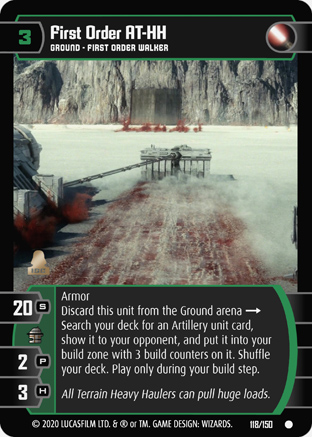 3
First Order AT-HH
GROUND - FIRST ORDER WALKER
20 S
2 P
3 H
Armor
Discard this unit from the Ground arena →
Search your deck for an Artillery unit card,
show it to your opponent, and put it into your
build zone with 3 build counters on it. Shuffle
your deck. Play only during your build step.
All Terrain Heavy Haulers can pull huge loads.
© 2020 LUCASFILM LTD. & ® or TM. GAME DESIGN: WIZARDS. 118/150